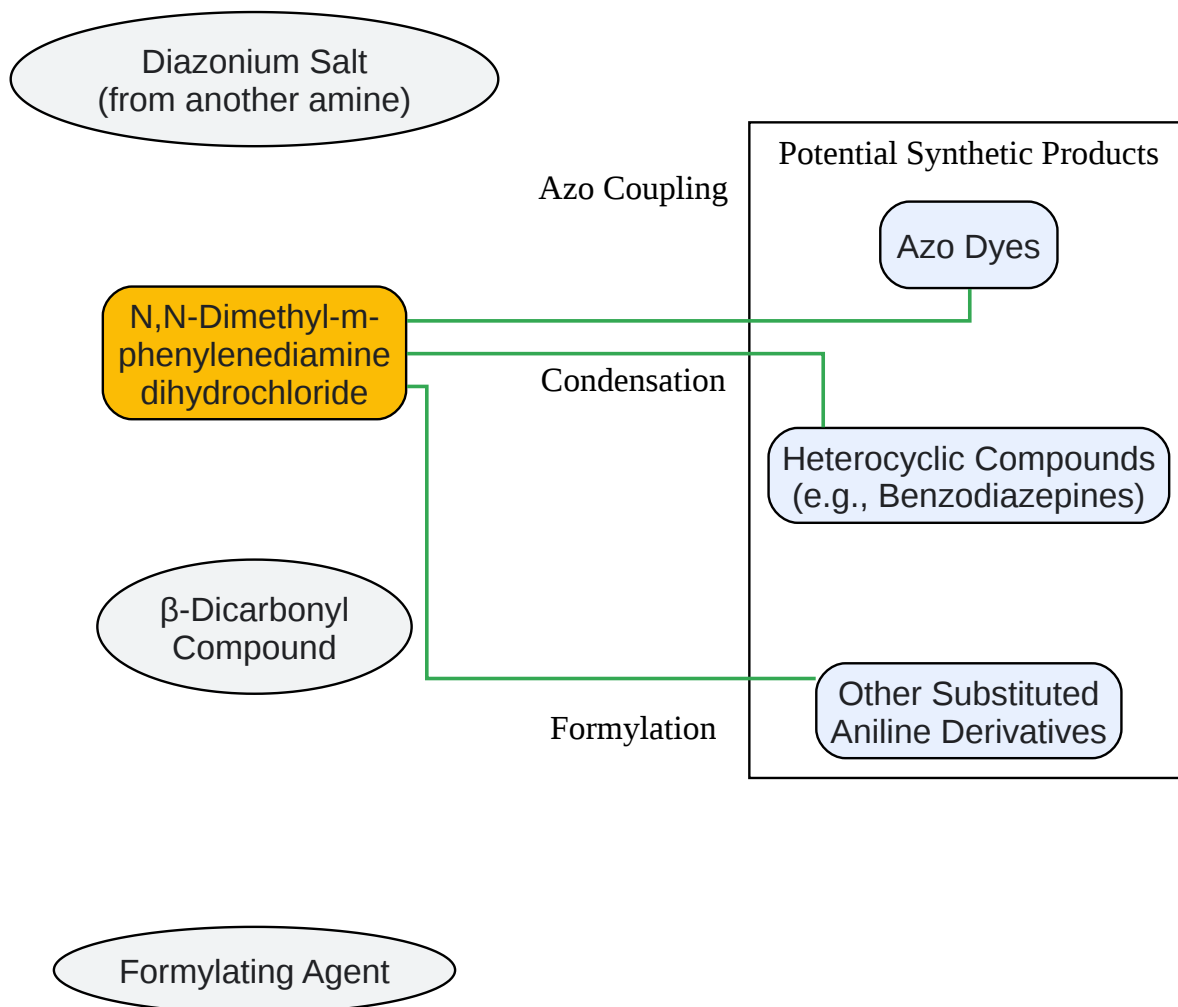 Diazonium Salt
(from another amine)
Potential Synthetic Products
Azo Coupling
Azo Dyes
N,N-Dimethyl-m-
phenylenediamine
dihydrochloride
Condensation
Heterocyclic Compounds
(e.g., Benzodiazepines)
β-Dicarbonyl
Compound
Other Substituted
Aniline Derivatives
Formylation
Formylating Agent